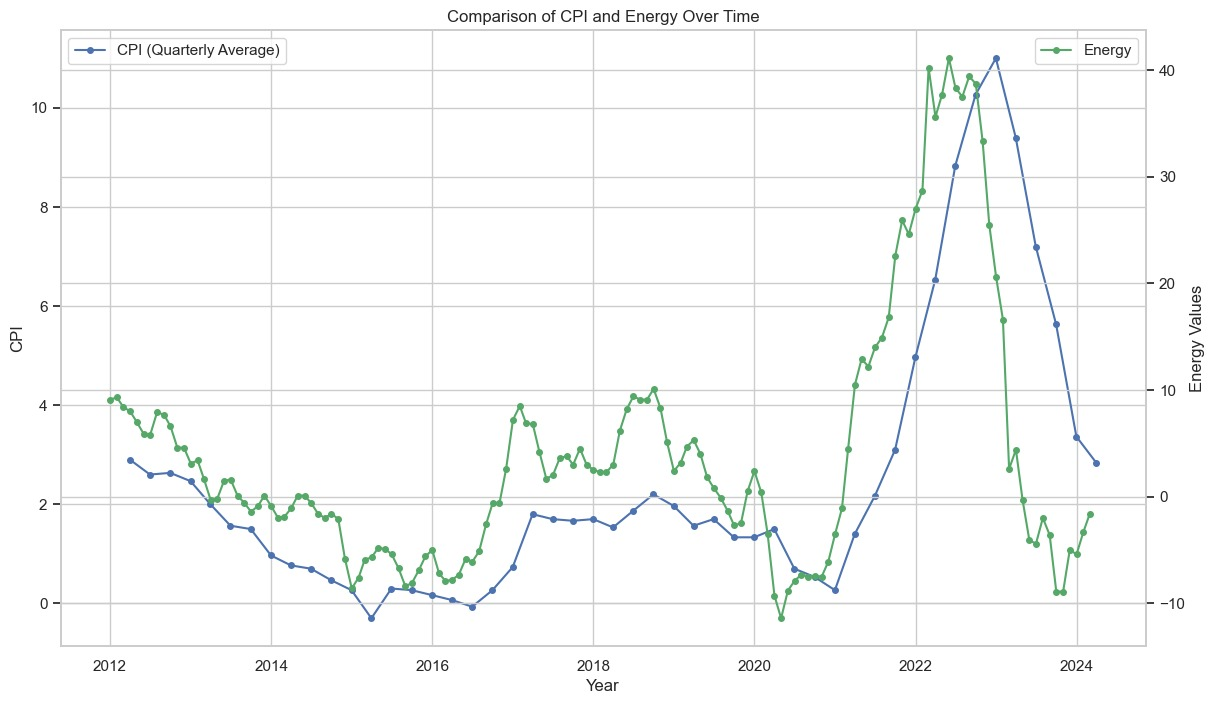 Comparison of CPI and Energy Over Time
CPI (Quarterly Average)
Energy
10
8
6
4
2
0
CPI
40
30
20
10
0
−10
Energy Values
2012 2014 2016 2018 2020 2022 2024
Year